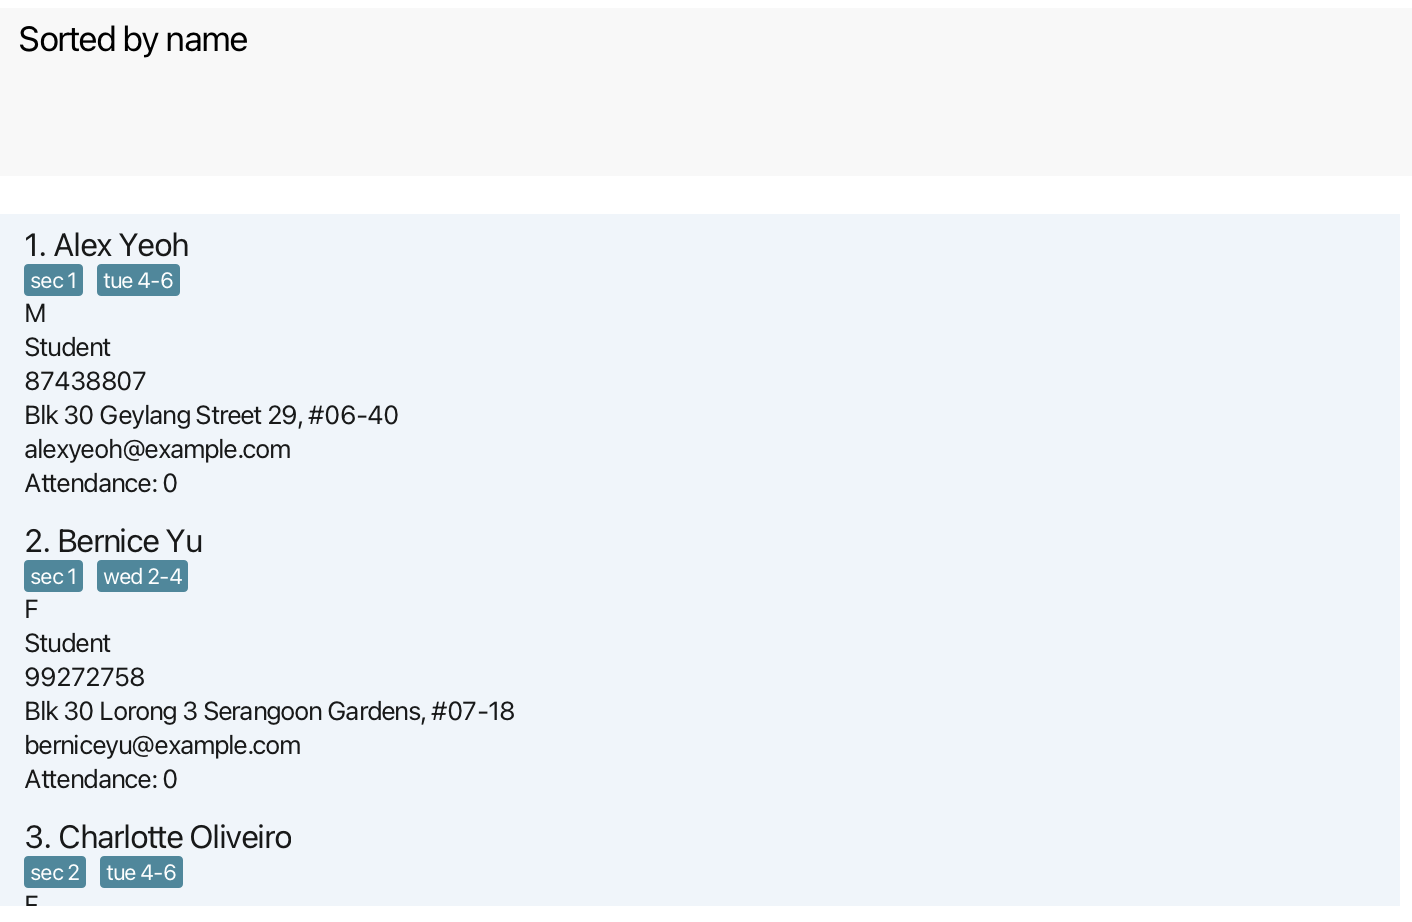 Sorted by name
1. Alex Yeoh
sec 1 tue 4-6
M
Student
87438807
Blk 30 Geylang Street 29, #06-40
alexyeoh@example.com
Attendance: 0
2. Bernice Yu
sec 1 wed 2-4
F
Student
99272758
Blk 30 Lorong 3 Serangoon Gardens, #07-18
berniceyu@example.com
Attendance: 0
3. Charlotte Oliveiro
sec 2 tue 4-6